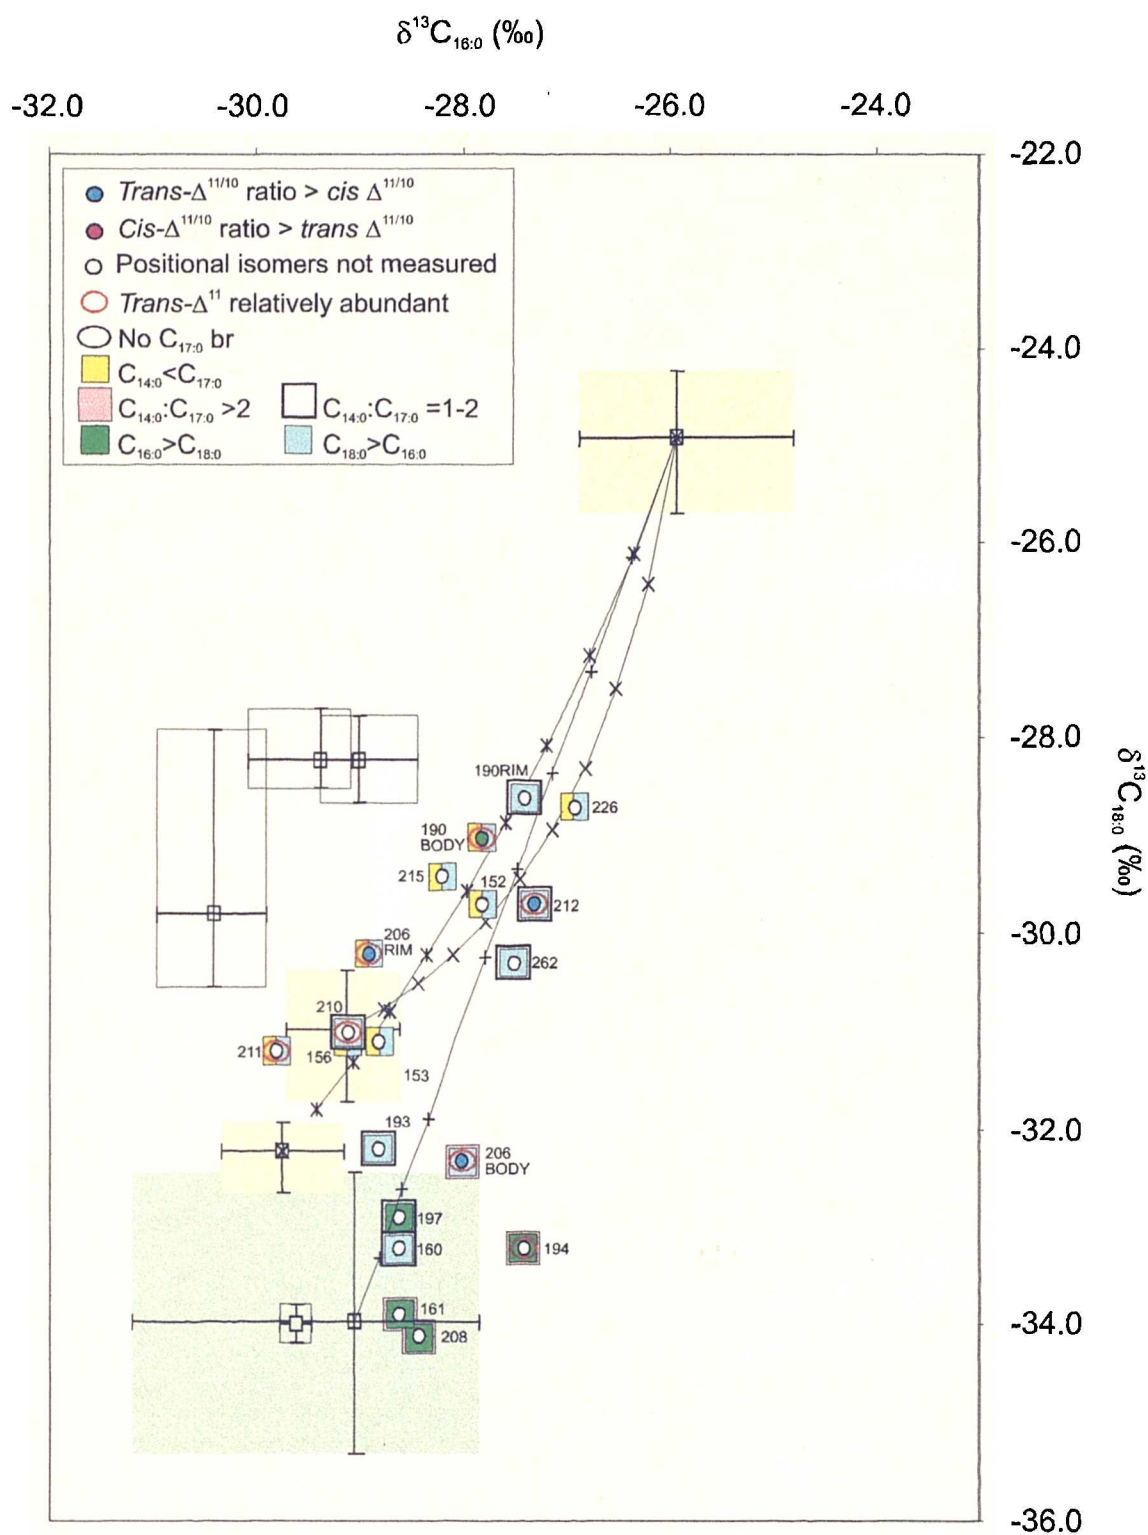 δ¹³C₁₆:₀ (‰)
-32.0 -30.0 -28.0 -26.0 -24.0
-22.0
Trans-Δ¹¹/¹⁰ ratio > cis Δ¹¹/¹⁰
Cis-Δ¹¹/¹⁰ ratio > trans Δ¹¹/¹⁰
Positional isomers not measured
Trans-Δ¹¹ relatively abundant
No C₁₇:₀ br
C₁₄:₀<C₁₇:₀
C₁₄:₀:C₁₇:₀ >2 C₁₄:₀:C₁₇:₀ =1-2
C₁₆:₀>C₁₈:₀ C₁₈:₀>C₁₆:₀
-24.0
-26.0
-28.0
δ¹³C₁₈:₀ (‰)
190RIM
226
190
BODY
215
152
212
-30.0
206
RIM
262
210
211
156
153
193
-32.0
206
BODY
197
160
194
161
208
-34.0
-36.0